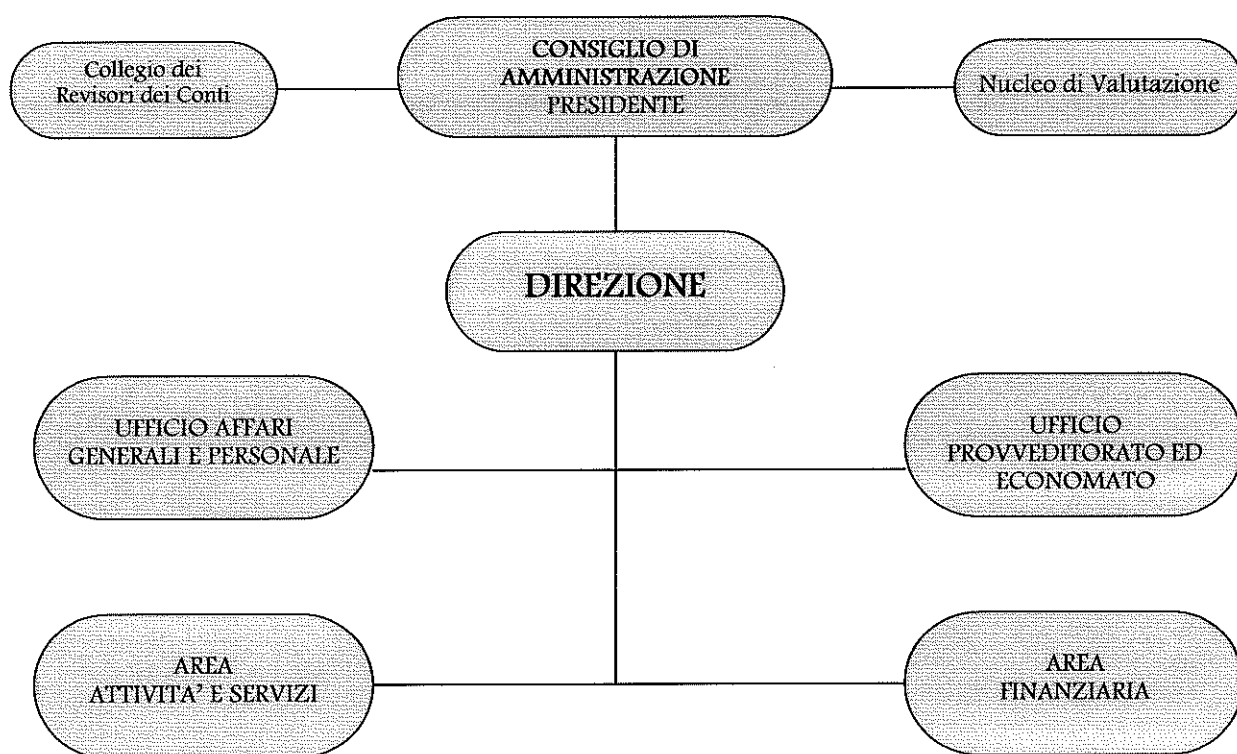 Collegio dei
Revisori dei Conti
CONSIGLIO DI
AMMINISTRAZIONE
PRESIDENTE
Nucleo di Valutazione
DIREZIONE
UFFICIO AFFARI
GENERALI E PERSONALE
UFFICIO
PROVVEDITORATO ED
ECONOMATO
AREA
ATTIVITA' E SERVIZI
AREA
FINANZIARIA